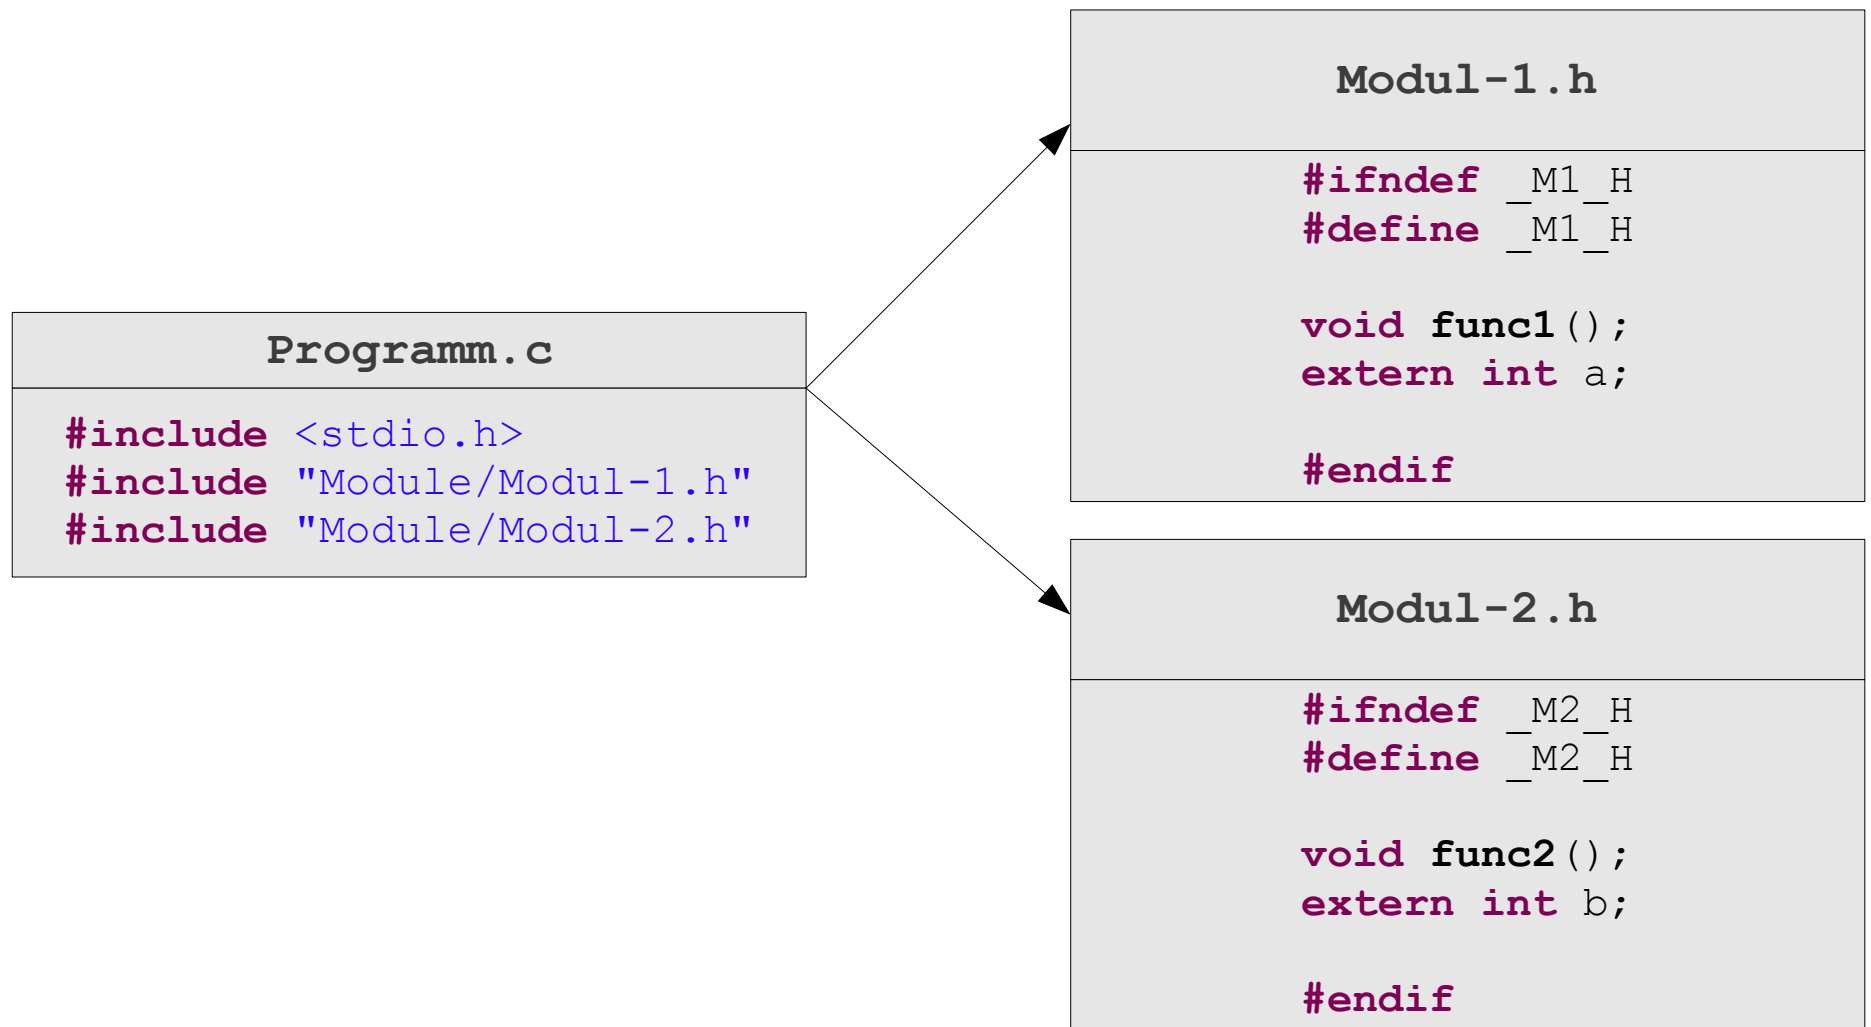 Programm.c
#include <stdio.h>
#include "Module/Modul-1.h"
#include "Module/Modul-2.h"
Modul-1.h
#ifndef _M1_H
#define _M1_H
void func1();
extern int a;
#endif
Modul-2.h
#ifndef _M2_H
#define _M2_H
void func2();
extern int b;
#endif